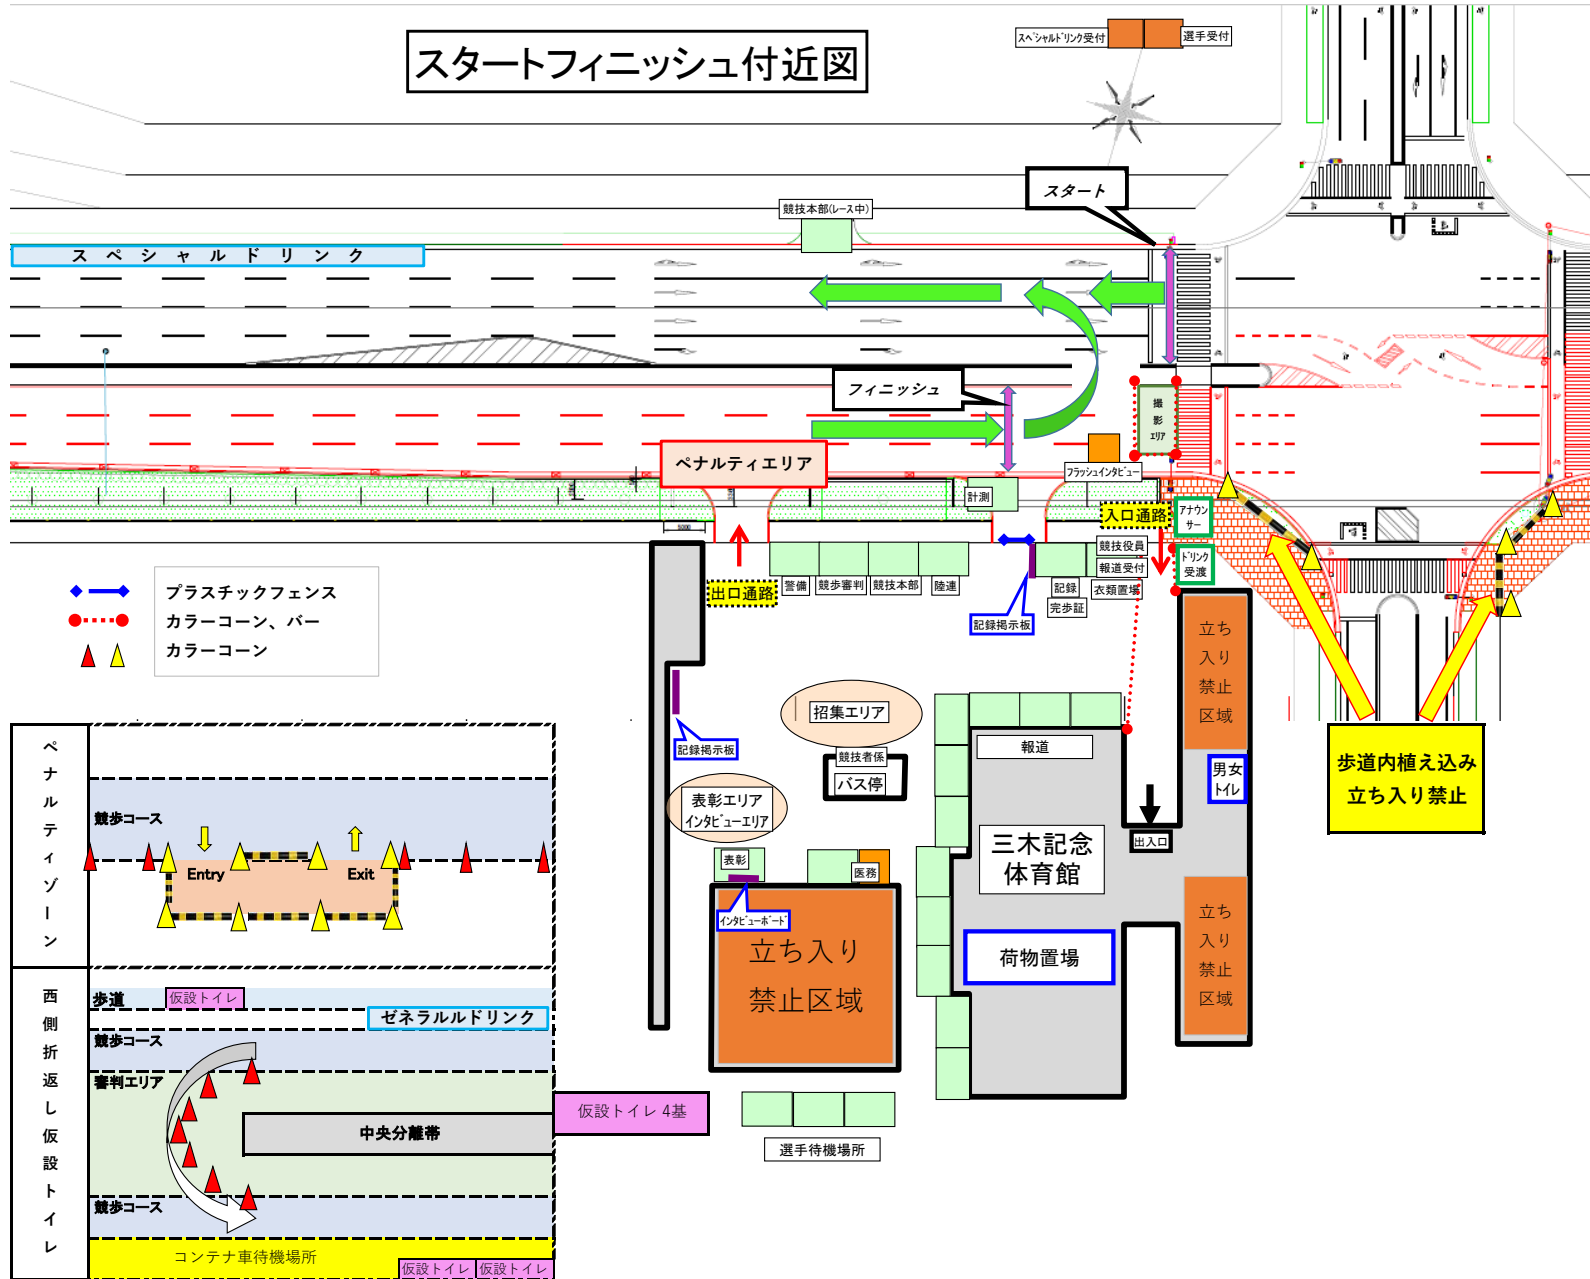 スタートフィニッシュ付近図
スペシャルドリンク受付
選手受付
スタート
競技本部(レース中)
スペシャルドリンク
フィニッシュ
撮
影
エリア
ペナルティエリア
フラッシュインタビュー
計測
入口通路
アナウン
サー
ドリンク
受渡
競技役員
報道受付
衣類置場
出口通路
警備
競歩審判
競技本部
陸連
記録
完歩証
記録掲示板
プラスチックフェンス
カラーコーン、バー
カラーコーン
立ち
入り
禁止
区域
招集エリア
競技者係
バス停
記録掲示板
報道
男女
トイレ
歩道内植え込み
立ち入り禁止
表彰エリア
インタビューエリア
出入口
三木記念
体育館
表彰
医務
インタビューボード
立ち入り
禁止区域
荷物置場
立ち
入り
禁止
区域
ペナルティゾーン
競歩コース
Entry
Exit
西側折返し仮設トイレ
歩道
仮設トイレ
ゼネラルルドリンク
競歩コース
審判エリア
中央分離帯
仮設トイレ 4基
競歩コース
コンテナ車待機場所
仮設トイレ
仮設トイレ
選手待機場所